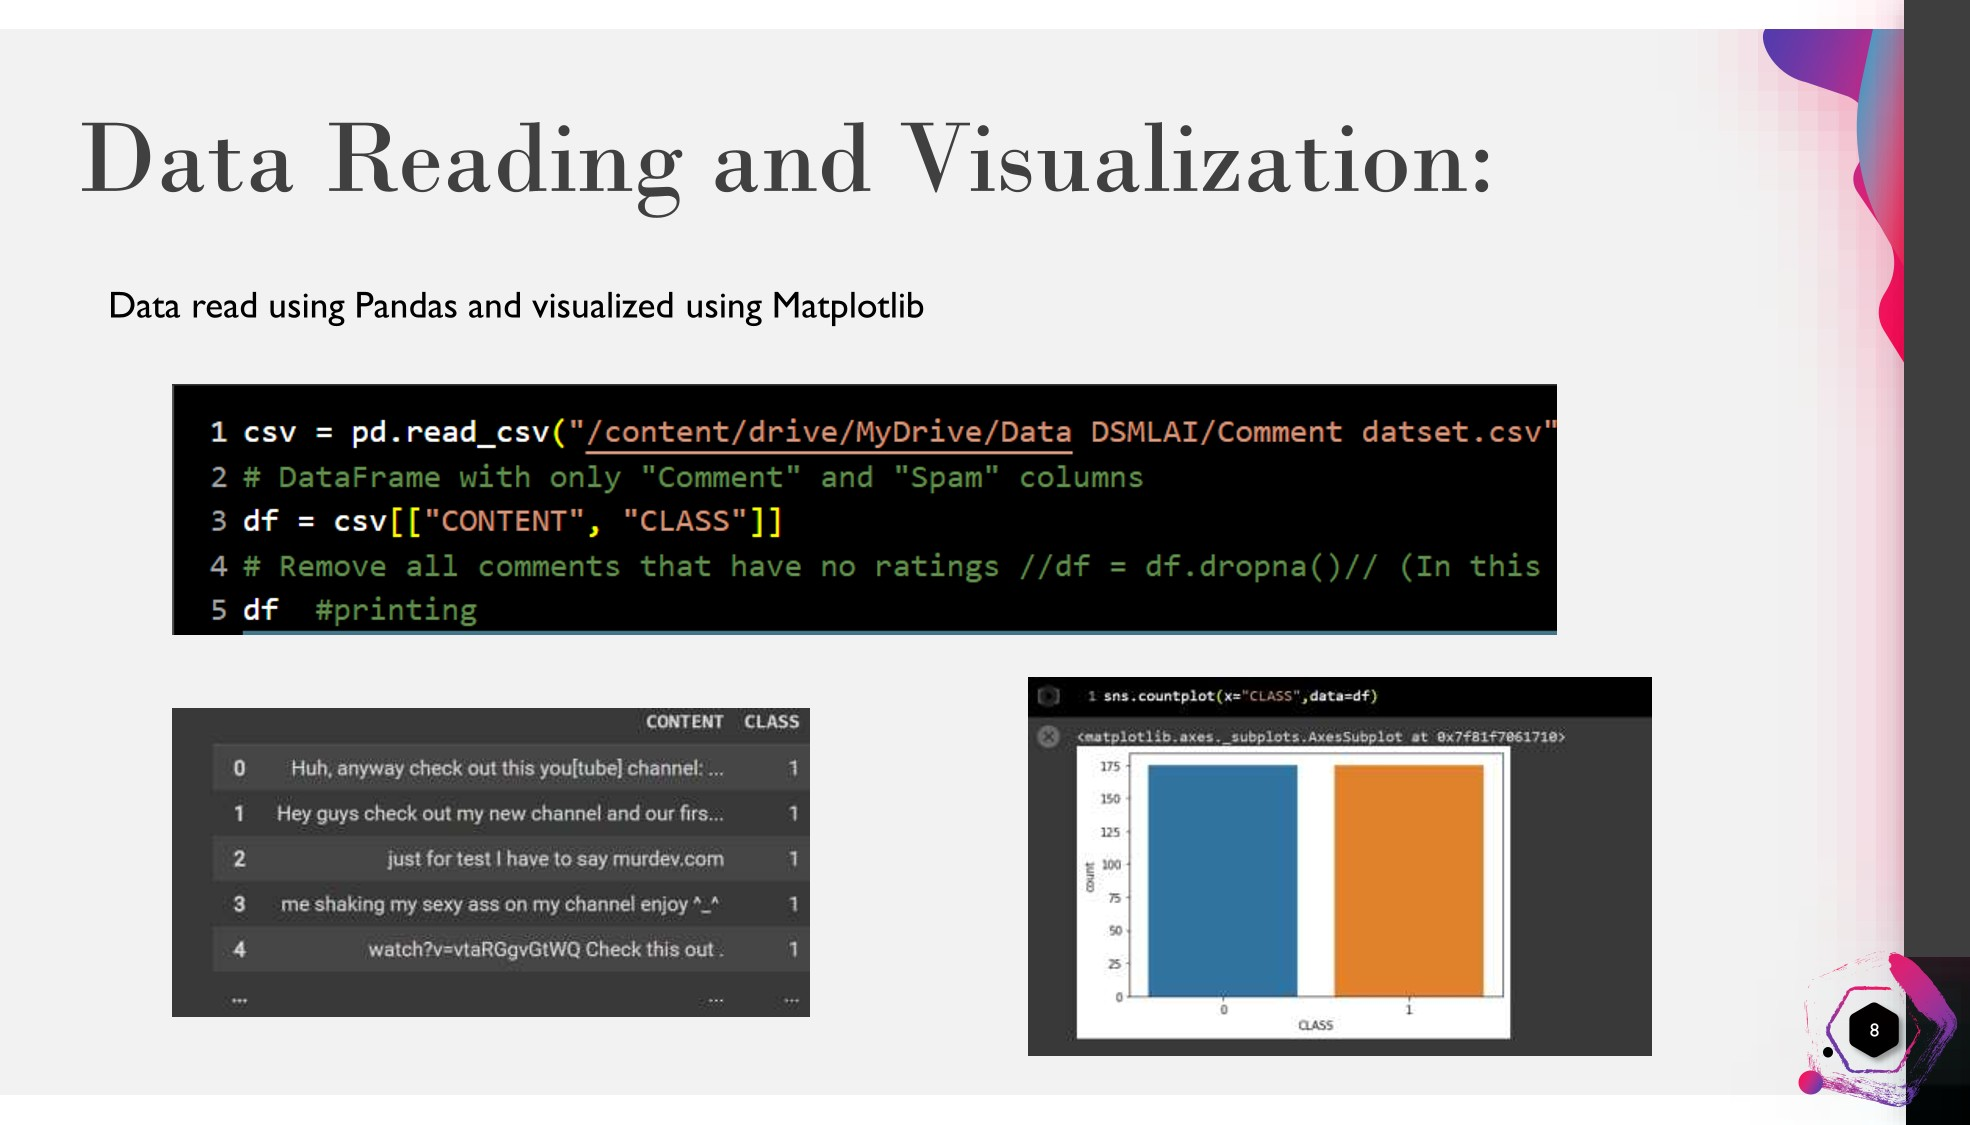 Data Reading and Visualization:
Data read using Pandas and visualized using Matplotlib
1 csv = pd.read_csv("/content/drive/MyDrive/Data DSMLAI/Comment datset.csv"
2 # DataFrame with only "Comment" and "Spam" columns
3 df = csv[["CONTENT", "CLASS"]]
4 # Remove all comments that have no ratings //df = df.dropna()// (In this
5 df  #printing
CONTENT CLASS
0 Huh, anyway check out this you[tube] channel: ... 1
1 Hey guys check out my new channel and our firs... 1
2 just for test I have to say murdev.com 1
3 me shaking my sexy ass on my channel enjoy ^_^ 1
4 watch?v=vtaRGgvGtWQ Check this out . 1
... ... ...
1 sns.countplot(x="CLASS",data=df)
<matplotlib.axes._subplots.AxesSubplot at 0x7f81f7061710>
175
150
125
100
75
50
25
0
count
0 1
CLASS
8